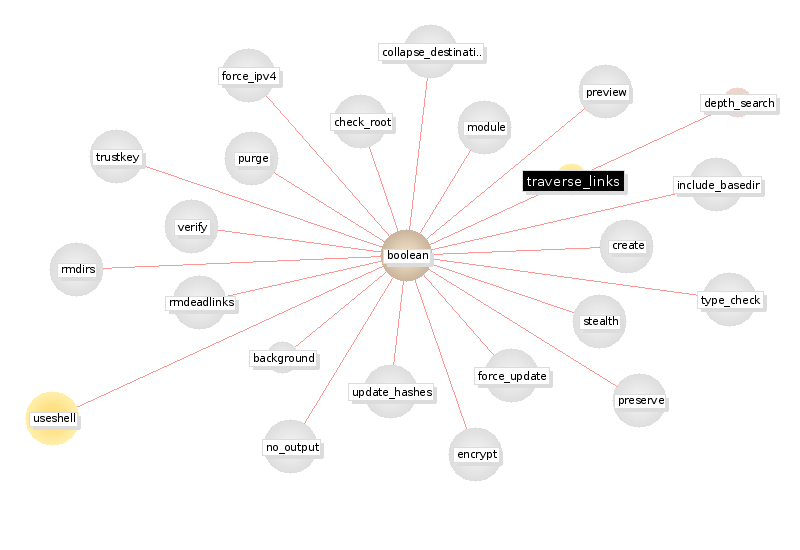 collapse_destinati..
force_ipv4
preview
depth_search
check_root
module
trustkey
purge
traverse_links
include_basedir
verify
create
boolean
rmdirs
type_check
rmdeadlinks
stealth
background
force_update
update_hashes
preserve
useshell
no_output
encrypt